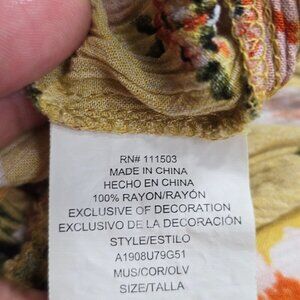 RN# 111503
MADE IN CHINA
HECHO EN CHINA
100% RAYON/RAYÓN
EXCLUSIVE OF DECORATION
EXCLUSIVO DE LA DECORACIÓN
STYLE/ESTILO
A1908U79G51
MUS/COR/OLV
SIZE/TALLA